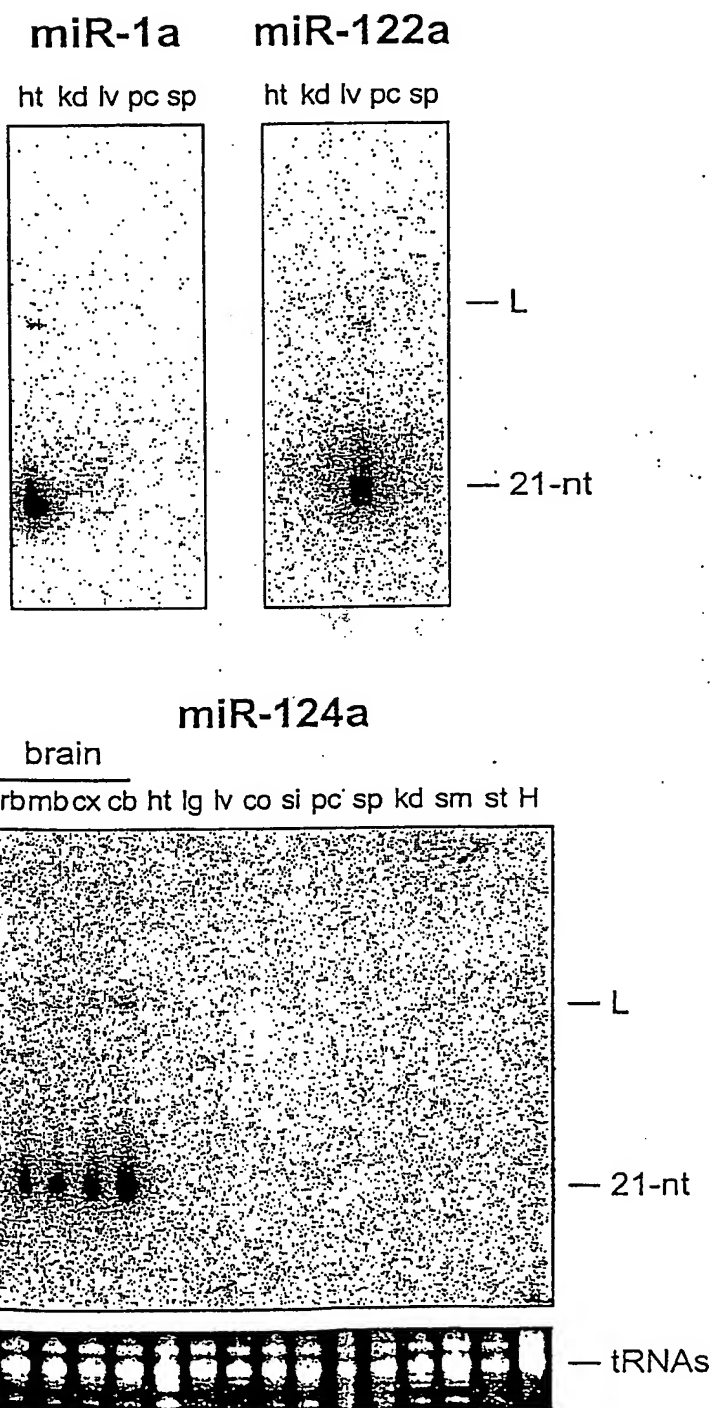 miR-1a miR-122a
ht kd lv pc sp ht kd lv pc sp
L
21-nt
miR-124a
brain
rb mb cx cb ht lg lv co si pc sp kd sm st H
L
21-nt
tRNAs